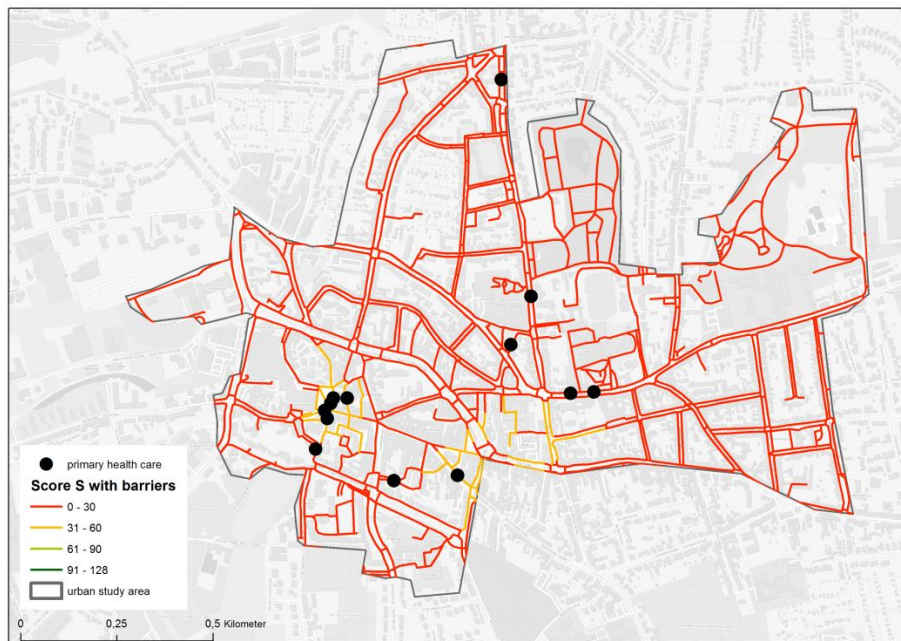 primary health care
Score S with barriers
0 - 30
31 - 60
61 - 90
91 - 128
urban study area
0 0,25 0,5 Kilometer